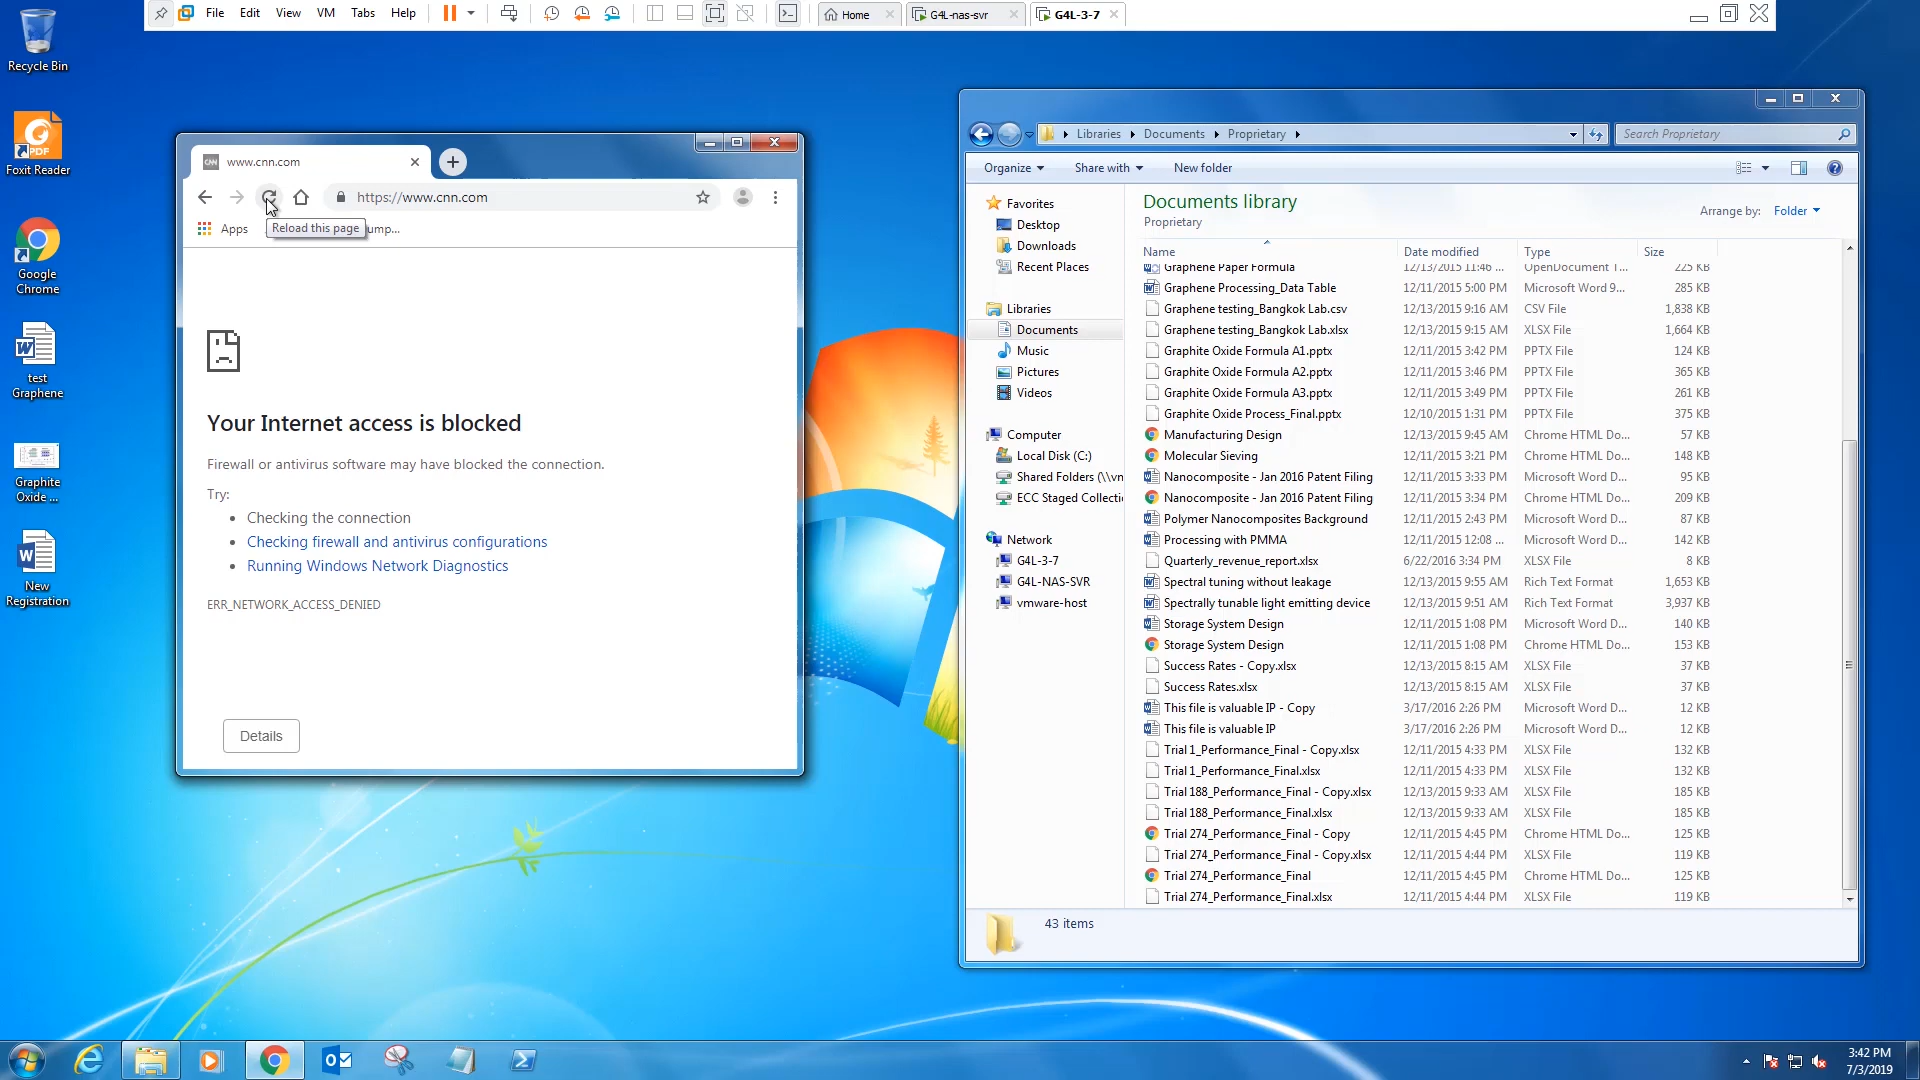 File Edit View VM Tabs Help
Home
G4L-nas-svr
G4L-3-7
Recycle Bin
Foxit Reader
Google
Chrome
test
Graphene
Graphite
Oxide ...
New
Registration
www.cnn.com
https://www.cnn.com
Apps
Reload this page
ump...
Your Internet access is blocked
Firewall or antivirus software may have blocked the connection.
Try:
Checking the connection
Checking firewall and antivirus configurations
Running Windows Network Diagnostics
ERR_NETWORK_ACCESS_DENIED
Details
Libraries Documents Proprietary
Search Proprietary
Organize Share with New folder
Favorites
Desktop
Downloads
Recent Places
Libraries
Documents
Music
Pictures
Videos
Computer
Local Disk (C:)
Shared Folders (\\vn
ECC Staged Collectio
Network
G4L-3-7
G4L-NAS-SVR
vmware-host
Documents library
Proprietary
Arrange by: Folder
Name Date modified Type Size
Graphene Paper Formula 12/13/2015 11:46 ... OpenDocument T... 225 KB
Graphene Processing_Data Table 12/11/2015 5:00 PM Microsoft Word 9... 285 KB
Graphene testing_Bangkok Lab.csv 12/13/2015 9:16 AM CSV File 1,838 KB
Graphene testing_Bangkok Lab.xlsx 12/13/2015 9:15 AM XLSX File 1,664 KB
Graphite Oxide Formula A1.pptx 12/11/2015 3:42 PM PPTX File 124 KB
Graphite Oxide Formula A2.pptx 12/11/2015 3:46 PM PPTX File 365 KB
Graphite Oxide Formula A3.pptx 12/11/2015 3:49 PM PPTX File 261 KB
Graphite Oxide Process_Final.pptx 12/10/2015 1:31 PM PPTX File 375 KB
Manufacturing Design 12/13/2015 9:45 AM Chrome HTML Do... 57 KB
Molecular Sieving 12/11/2015 3:21 PM Chrome HTML Do... 148 KB
Nanocomposite - Jan 2016 Patent Filing 12/11/2015 3:33 PM Microsoft Word D... 95 KB
Nanocomposite - Jan 2016 Patent Filing 12/11/2015 3:34 PM Chrome HTML Do... 209 KB
Polymer Nanocomposites Background 12/11/2015 2:43 PM Microsoft Word D... 87 KB
Processing with PMMA 12/11/2015 12:08 ... Microsoft Word D... 142 KB
Quarterly_revenue_report.xlsx 6/22/2016 3:34 PM XLSX File 8 KB
Spectral tuning without leakage 12/13/2015 9:55 AM Rich Text Format 1,653 KB
Spectrally tunable light emitting device 12/13/2015 9:51 AM Rich Text Format 3,937 KB
Storage System Design 12/11/2015 1:08 PM Microsoft Word D... 140 KB
Storage System Design 12/11/2015 1:08 PM Chrome HTML Do... 153 KB
Success Rates - Copy.xlsx 12/13/2015 8:15 AM XLSX File 37 KB
Success Rates.xlsx 12/13/2015 8:15 AM XLSX File 37 KB
This file is valuable IP - Copy 3/17/2016 2:26 PM Microsoft Word D... 12 KB
This file is valuable IP 3/17/2016 2:26 PM Microsoft Word D... 12 KB
Trial 1_Performance_Final - Copy.xlsx 12/11/2015 4:33 PM XLSX File 132 KB
Trial 1_Performance_Final.xlsx 12/11/2015 4:33 PM XLSX File 132 KB
Trial 188_Performance_Final - Copy.xlsx 12/13/2015 9:33 AM XLSX File 185 KB
Trial 188_Performance_Final.xlsx 12/13/2015 9:33 AM XLSX File 185 KB
Trial 274_Performance_Final - Copy 12/11/2015 4:45 PM Chrome HTML Do... 125 KB
Trial 274_Performance_Final - Copy.xlsx 12/11/2015 4:44 PM XLSX File 119 KB
Trial 274_Performance_Final 12/11/2015 4:45 PM Chrome HTML Do... 125 KB
Trial 274_Performance_Final.xlsx 12/11/2015 4:44 PM XLSX File 119 KB
43 items
3:42 PM
7/3/2019